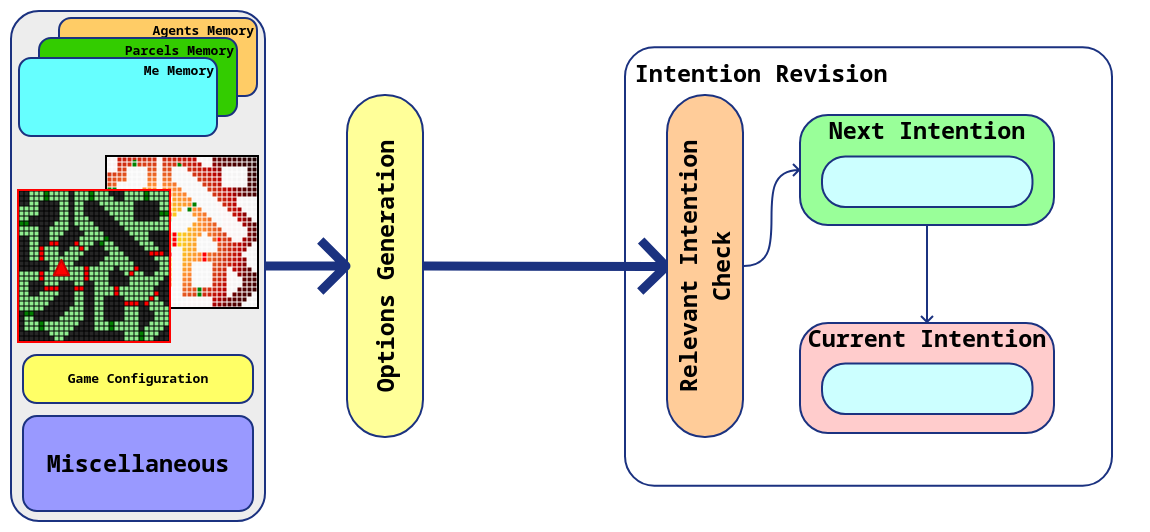 Agents Memory
Parcels Memory
Me Memory
Game Configuration
Miscellaneous
Options Generation
Intention Revision
Relevant Intention
Check
Next Intention
Current Intention